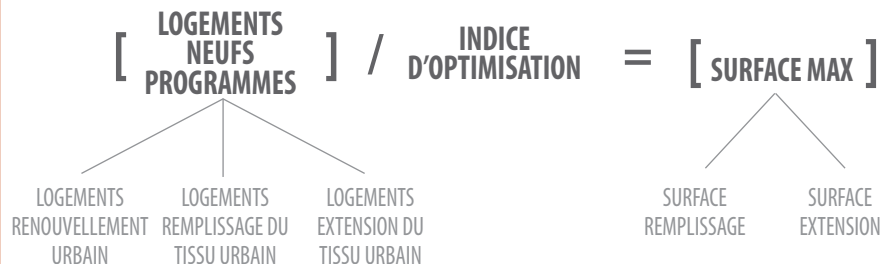 [ LOGEMENTS NEUFS PROGRAMMES ] / INDICE D'OPTIMISATION = [ SURFACE MAX ]
LOGEMENTS
RENOUVELLEMENT
URBAIN
LOGEMENTS
REMPLISSAGE DU
TISSU URBAIN
LOGEMENTS
EXTENSION DU
TISSU URBAIN
SURFACE
REMPLISSAGE
SURFACE
EXTENSION